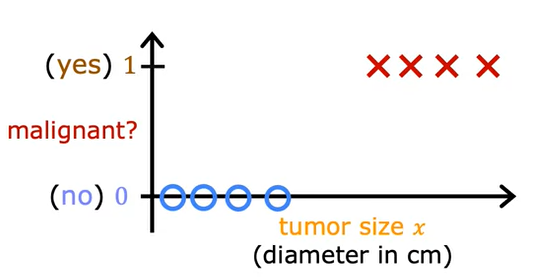 (yes) 1
malignant?
(no) 0
tumor size x
(diameter in cm)